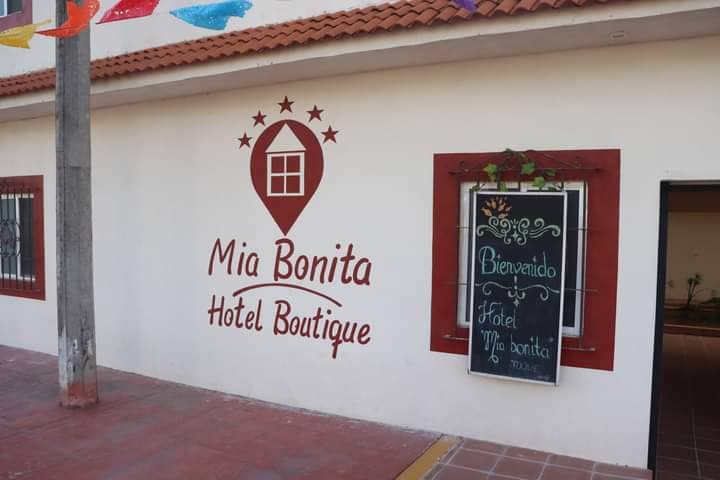 Mia Bonita
Hotel Boutique
Bienvenido
Hotel
"Mia bonita"